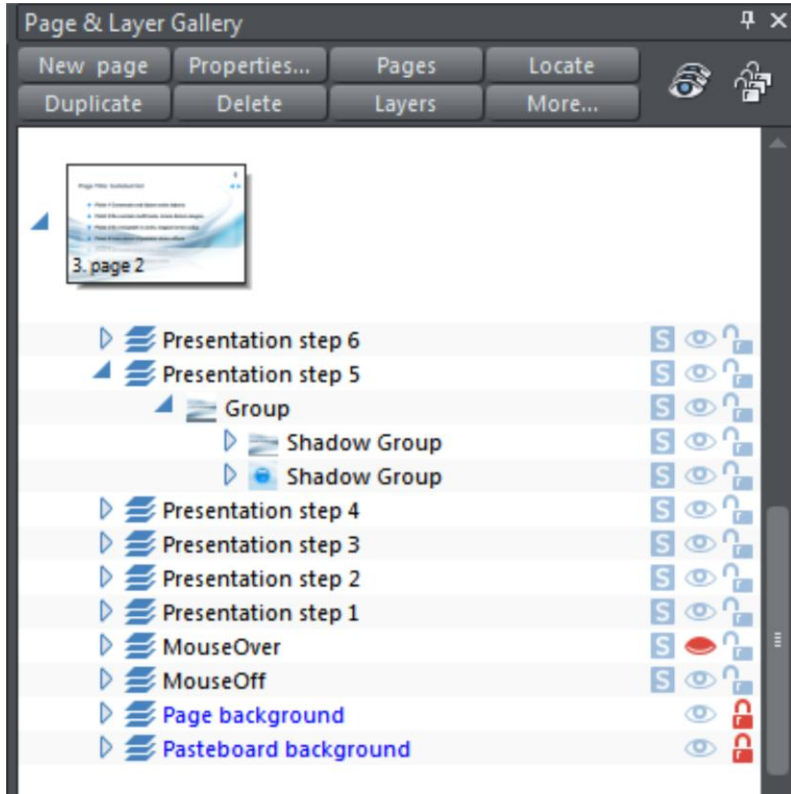 Page & Layer Gallery
New page Properties... Pages Locate
Duplicate Delete Layers More...
3. page 2
Presentation step 6
Presentation step 5
Group
Shadow Group
Shadow Group
Presentation step 4
Presentation step 3
Presentation step 2
Presentation step 1
MouseOver
MouseOff
Page background
Pasteboard background